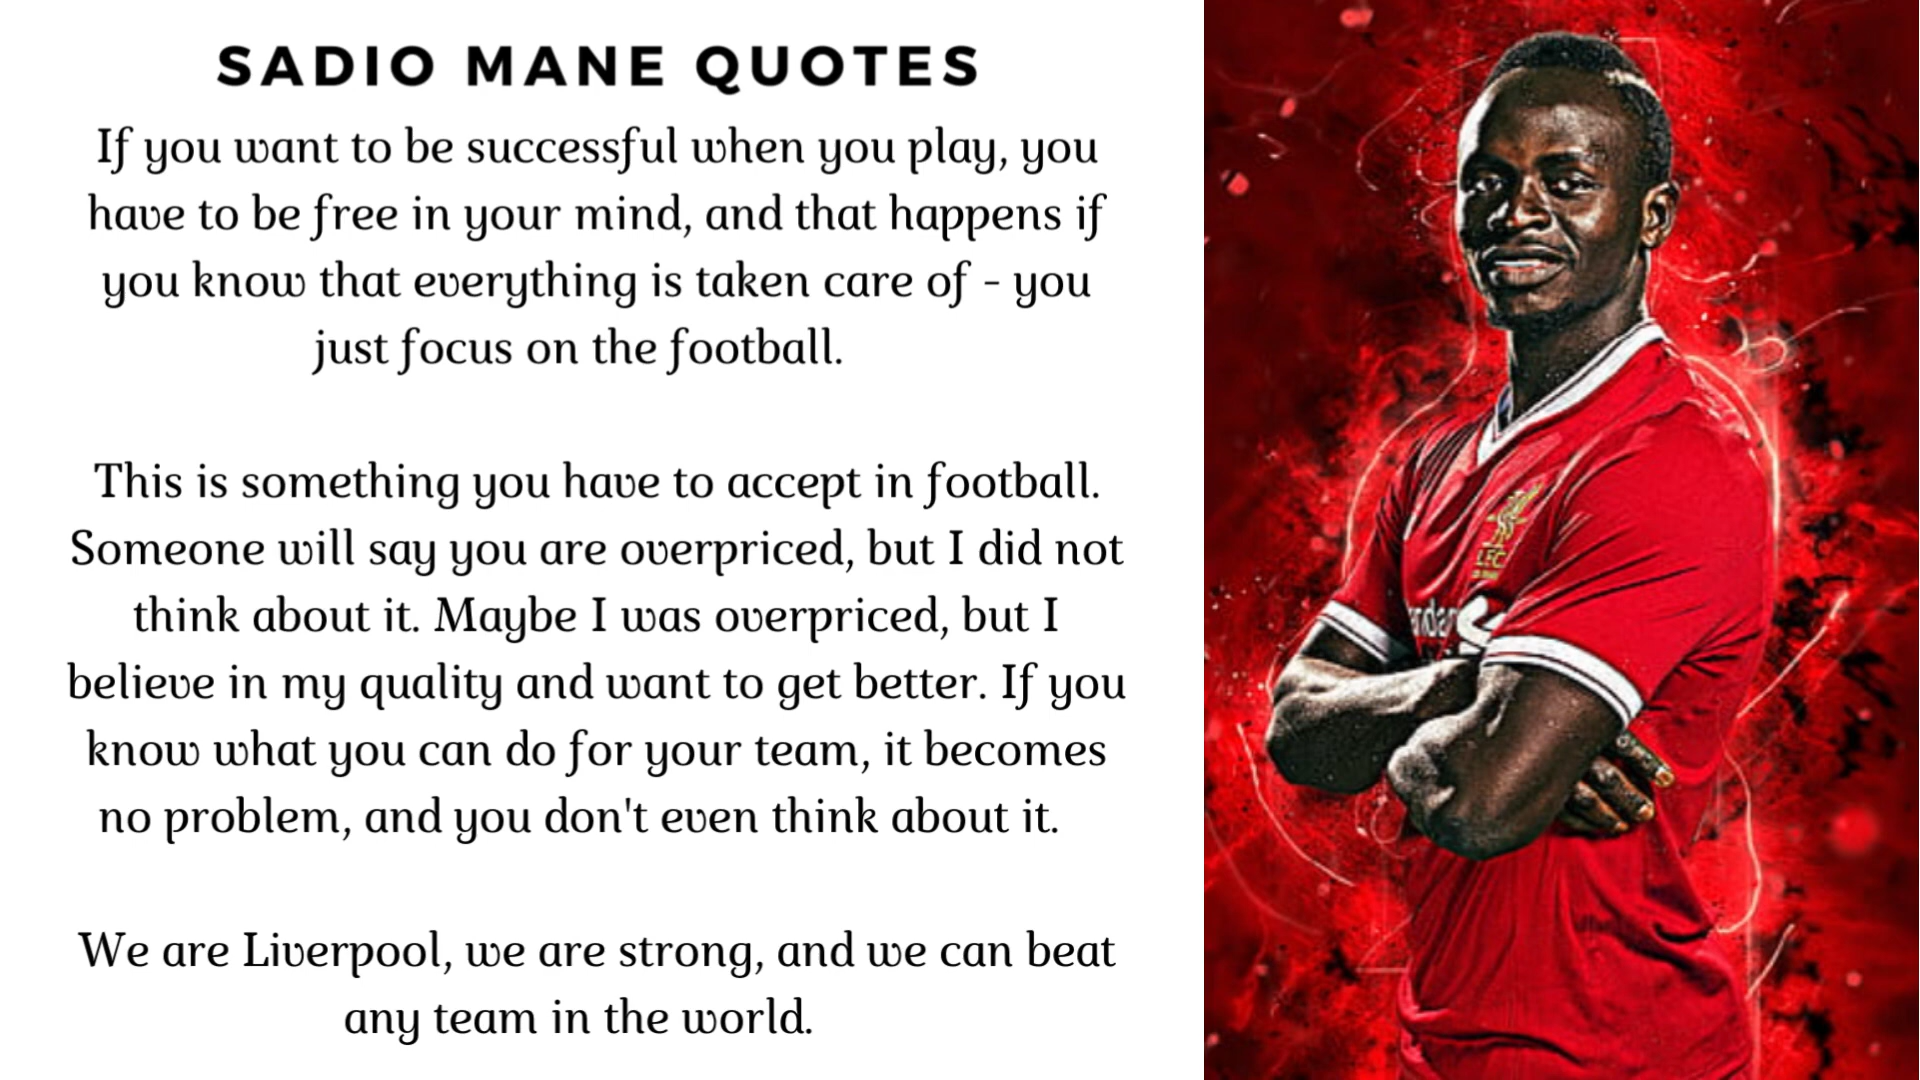 SADIO MANE QUOTES
If you want to be successful when you play, you
have to be free in your mind, and that happens if
you know that everything is taken care of - you
just focus on the football.
This is something you have to accept in football.
Someone will say you are overpriced, but I did not
think about it. Maybe I was overpriced, but I
believe in my quality and want to get better. If you
know what you can do for your team, it becomes
no problem, and you don't even think about it.
We are Liverpool, we are strong, and we can beat
any team in the world.
L.F.C.